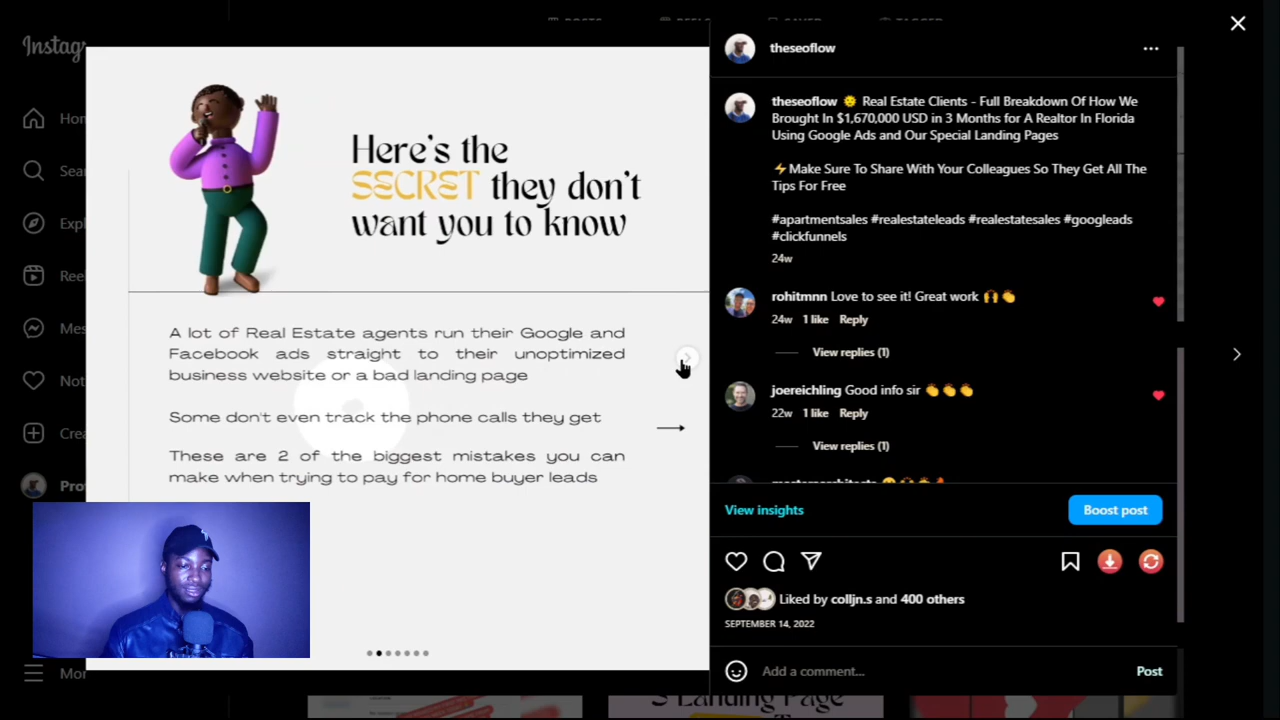 POSTS
SAVED
TAGGED
Instag
Hom
Sear
Expl
Reel
Mes
Not
Crea
Pro
Mor
Here's the
SECRET they don't
want you to know
A lot of Real Estate agents run their Google and
Facebook ads straight to their unoptimized
business website or a bad landing page
Some don't even track the phone calls they get
These are 2 of the biggest mistakes you can
make when trying to pay for home buyer leads
theseoflow
theseoflow 🌞 Real Estate Clients - Full Breakdown Of How We
Brought In $1,670,000 USD in 3 Months for A Realtor In Florida
Using Google Ads and Our Special Landing Pages
⚡Make Sure To Share With Your Colleagues So They Get All The
Tips For Free
#apartmentsales #realestateleads #realestatesales #googleads
#clickfunnels
24w
rohitmnn Love to see it! Great work 🙌👏
24w 1 like Reply
View replies (1)
joereichling Good info sir 👏👏👏
22w 1 like Reply
View replies (1)
View insights
Boost post
Liked by colljn.s and 400 others
SEPTEMBER 14, 2022
Add a comment...
Post
Landing Page